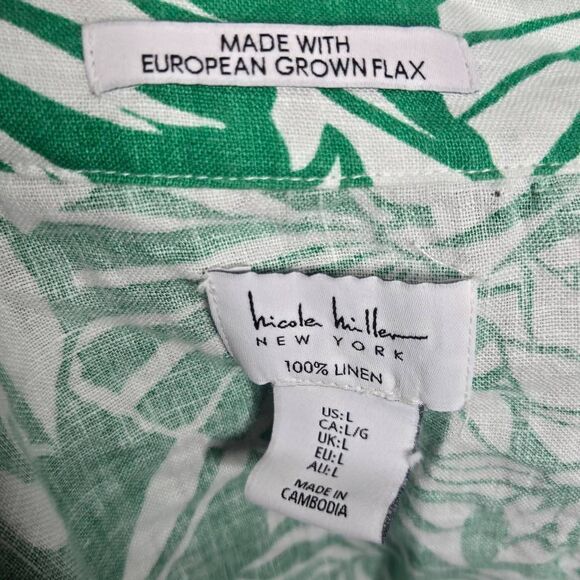 MADE WITH
EUROPEAN GROWN FLAX
nicole miller
NEW YORK
100% LINEN
US: L
CA: L/G
UK: L
EU: L
AU: L
MADE IN
CAMBODIA